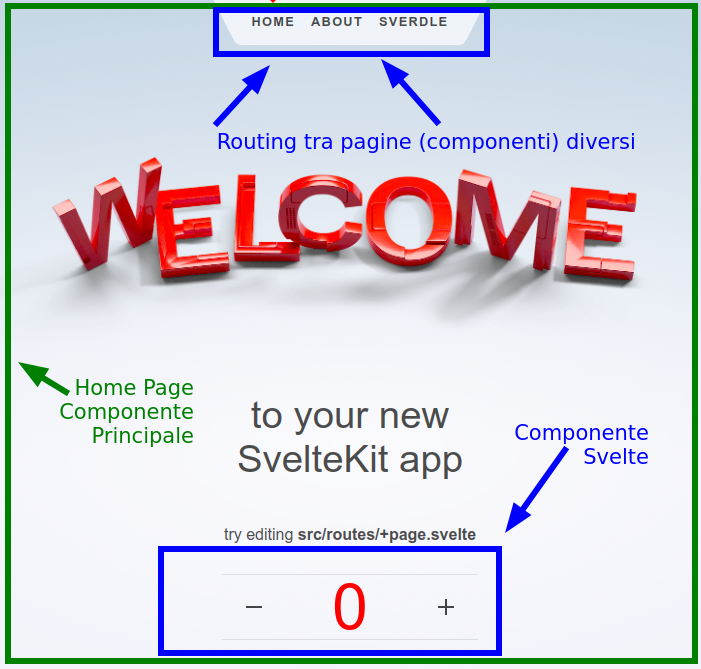 HOME ABOUT SVERDLE
Routing tra pagine (componenti) diversi
WELCOME
Home Page
Componente
Principale
to your new
SvelteKit app
Componente
Svelte
try editing src/routes/+page.svelte
− 0 +